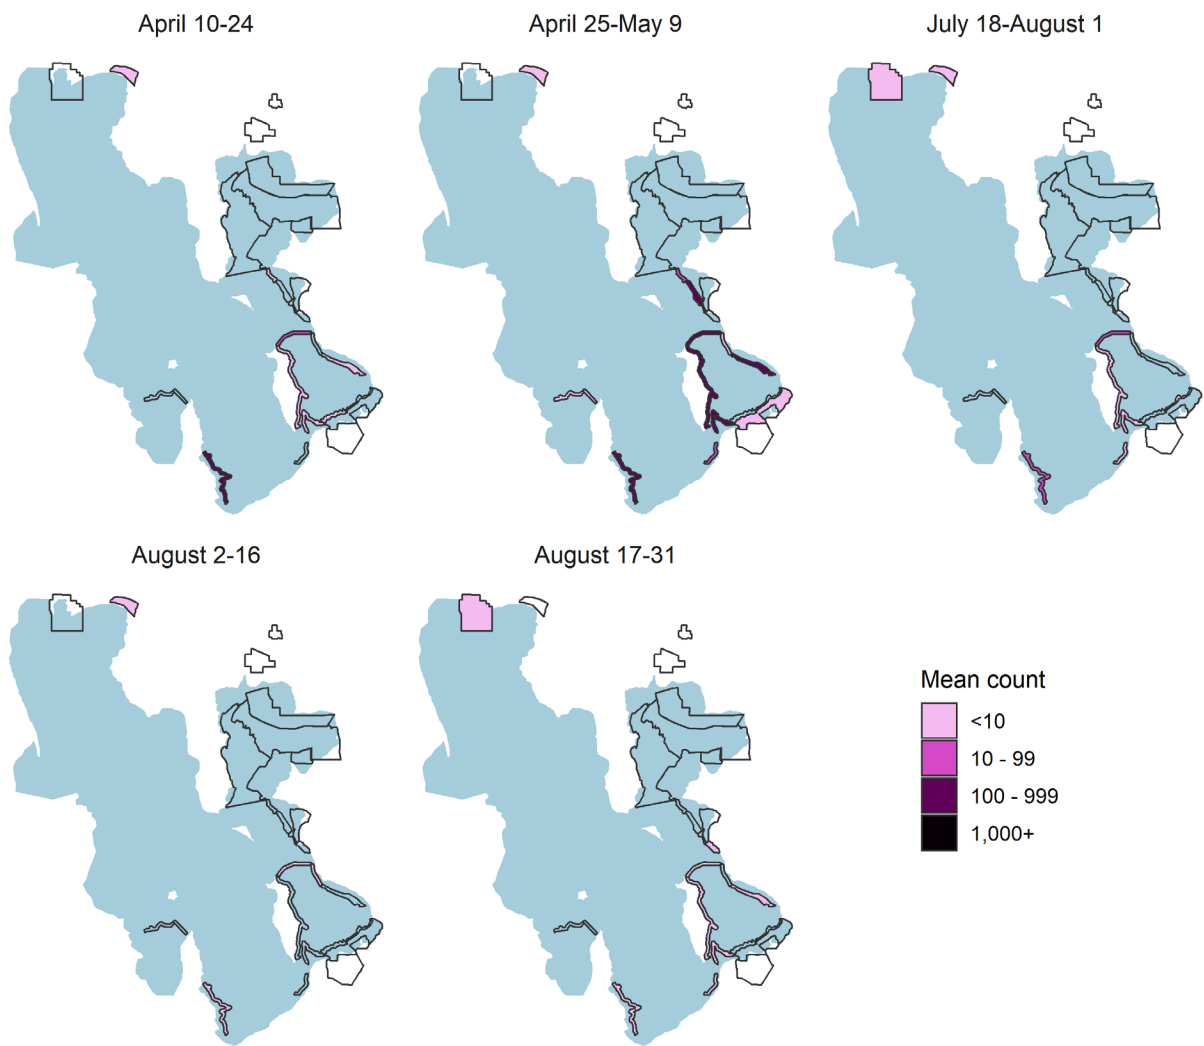 April 10-24
April 25-May 9
July 18-August 1
August 2-16
August 17-31
Mean count
<10
10 - 99
100 - 999
1,000+